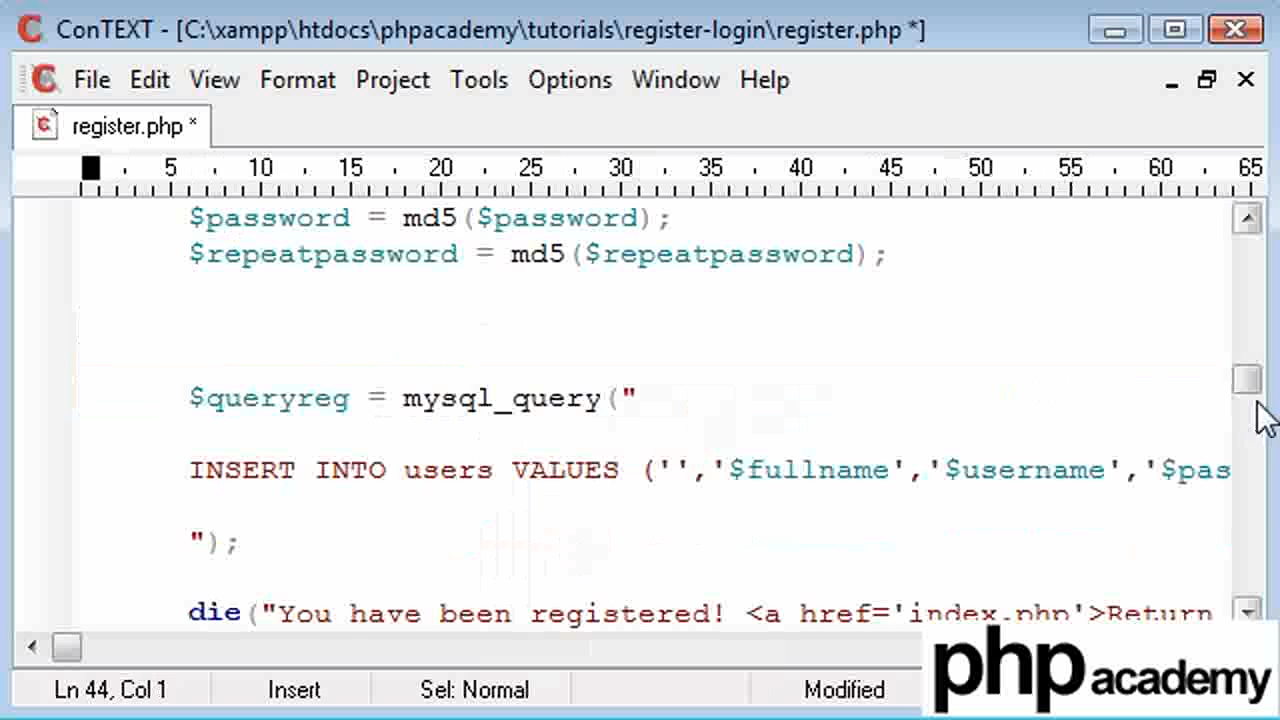 ConTEXT - [C:\xampp\htdocs\phpacademy\tutorials\register-login\register.php *]
File Edit View Format Project Tools Options Window Help
register.php *
5 10 15 20 25 30 35 40 45 50 55 60 65
$password = md5($password);
$repeatpassword = md5($repeatpassword);
$queryreg = mysql_query("
INSERT INTO users VALUES ('','$fullname','$username','$pas
");
die("You have been registered! <a href='index.php'>Return
Ln 44, Col 1 Insert Sel: Normal Modified
php academy